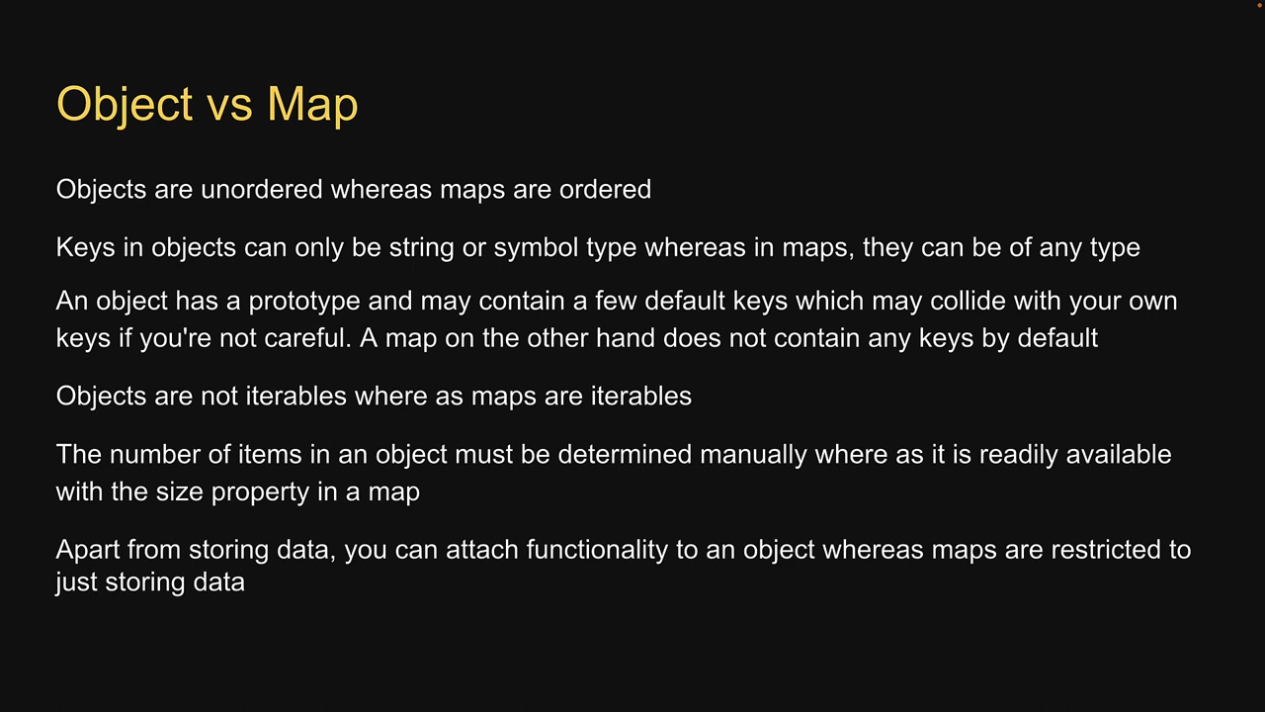 Object vs Map
Objects are unordered whereas maps are ordered
Keys in objects can only be string or symbol type whereas in maps, they can be of any type
An object has a prototype and may contain a few default keys which may collide with your own
keys if you're not careful. A map on the other hand does not contain any keys by default
Objects are not iterables where as maps are iterables
The number of items in an object must be determined manually where as it is readily available
with the size property in a map
Apart from storing data, you can attach functionality to an object whereas maps are restricted to
just storing data